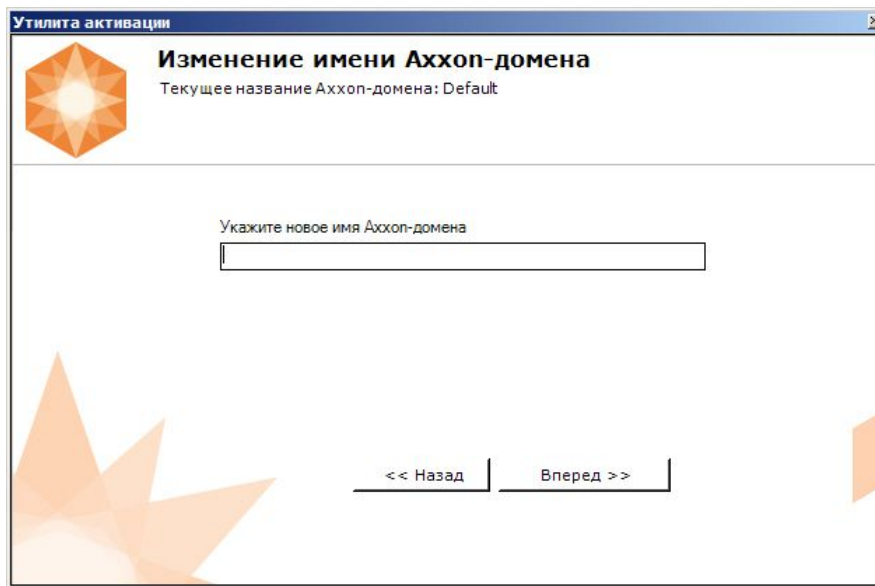 Утилита активации
Изменение имени Axxon-домена
Текущее название Axxon-домена: Default
Укажите новое имя Axxon-домена
<< Назад
Вперед >>